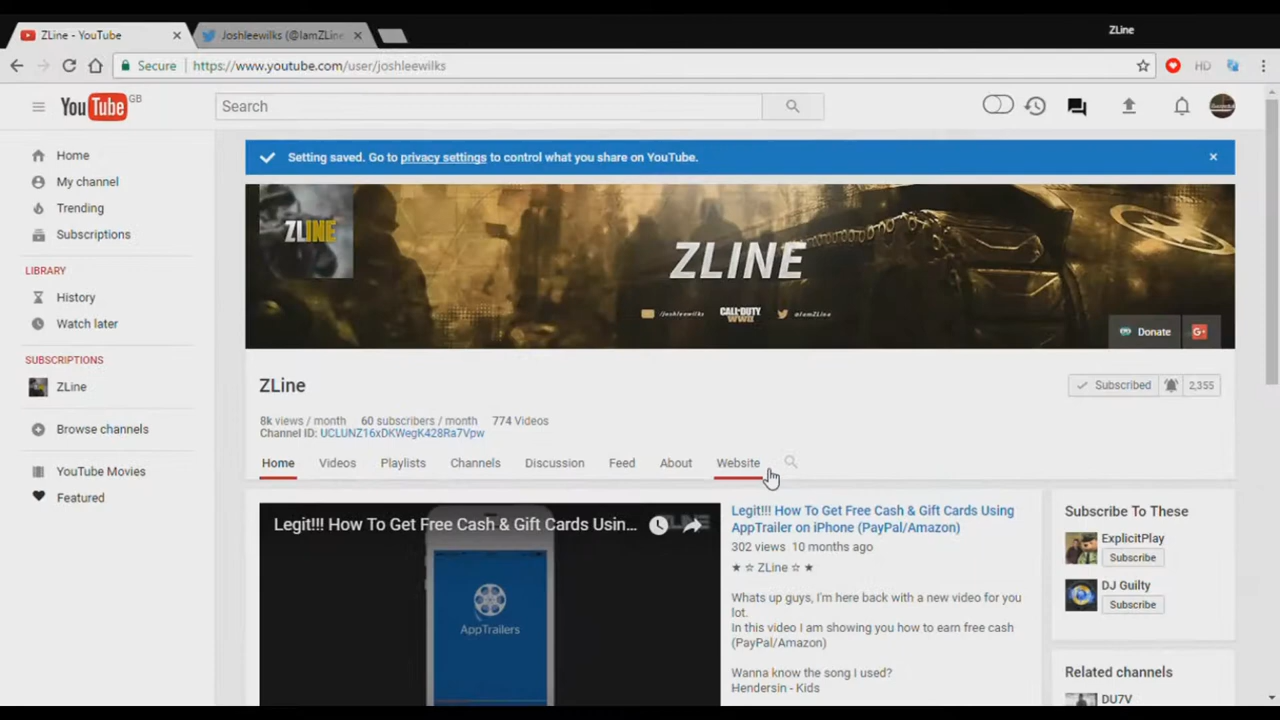 ZLine - YouTube
Joshleewilks (@IamZLine
ZLine
Secure
https://www.youtube.com/user/joshleewilks
HD
YouTube GB
Search
Home
My channel
Trending
Subscriptions
LIBRARY
History
Watch later
SUBSCRIPTIONS
ZLine
Browse channels
YouTube Movies
Featured
Setting saved. Go to privacy settings to control what you share on YouTube.
ZLINE
ZLINE
/joshleewilks
CALL OF DUTY
WWII
@IamZLine
Donate
G+
ZLine
Subscribed
2,355
8k views / month 60 subscribers / month 774 Videos
Channel ID: UCLUNZ16xDKWegK428Ra7Vpw
Home Videos Playlists Channels Discussion Feed About Website
Legit!!! How To Get Free Cash & Gift Cards Usin...
AppTrailers
Legit!!! How To Get Free Cash & Gift Cards Using
AppTrailer on iPhone (PayPal/Amazon)
302 views 10 months ago
★ ☆ ZLine ☆ ★
Whats up guys, I'm here back with a new video for you
lot.
In this video I am showing you how to earn free cash
(PayPal/Amazon)
Wanna know the song I used?
Hendersin - Kids
Subscribe To These
ExplicitPlay
Subscribe
DJ Guilty
Subscribe
Related channels
DU7V